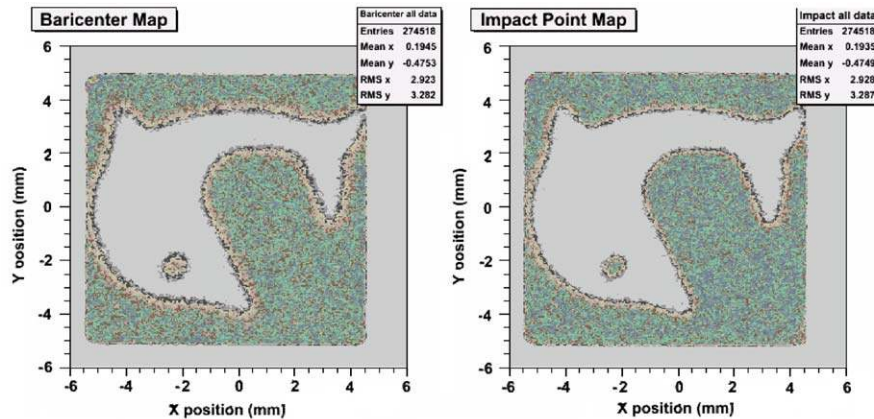 Baricenter Map
Baricenter all data
Entries 274518
Mean x 0.1945
Mean y -0.4753
RMS x 2.923
RMS y 3.282
6
4
2
0
-2
-4
-6
Y oosition (mm)
-6 -4 -2 0 2 4 6
X position (mm)
Impact Point Map
Impact all data
Entries 274518
Mean x 0.1935
Mean y -0.4749
RMS x 2.928
RMS y 3.287
6
4
2
0
-2
-4
-6
Y oosition (mm)
-6 -4 -2 0 2 4 6
X position (mm)